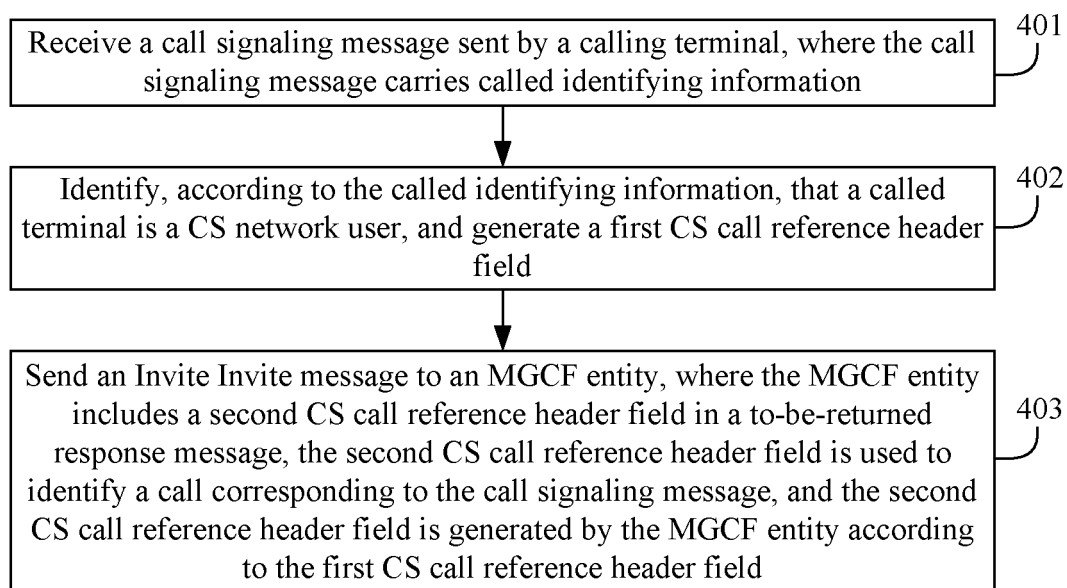 Receive a call signaling message sent by a calling terminal, where the call
signaling message carries called identifying information
401
Identify, according to the called identifying information, that a called
terminal is a CS network user, and generate a first CS call reference header
field
402
Send an Invite Invite message to an MGCF entity, where the MGCF entity
includes a second CS call reference header field in a to-be-returned
response message, the second CS call reference header field is used to
identify a call corresponding to the call signaling message, and the second
CS call reference header field is generated by the MGCF entity according
to the first CS call reference header field
403